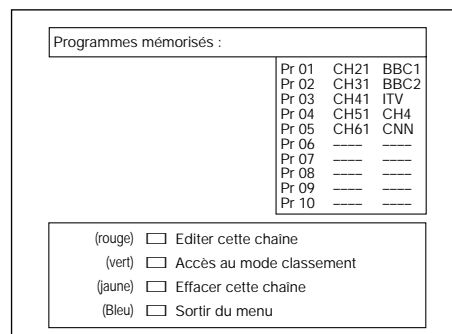 Programmes mémorisés :
Pr 01 CH21 BBC1
Pr 02 CH31 BBC2
Pr 03 CH41 ITV
Pr 04 CH51 CH4
Pr 05 CH61 CNN
Pr 06 ---- ----
Pr 07 ---- ----
Pr 08 ---- ----
Pr 09 ---- ----
Pr 10 ---- ----
(rouge) Editer cette chaîne
(vert) Accès au mode classement
(jaune) Effacer cette chaîne
(Bleu) Sortir du menu